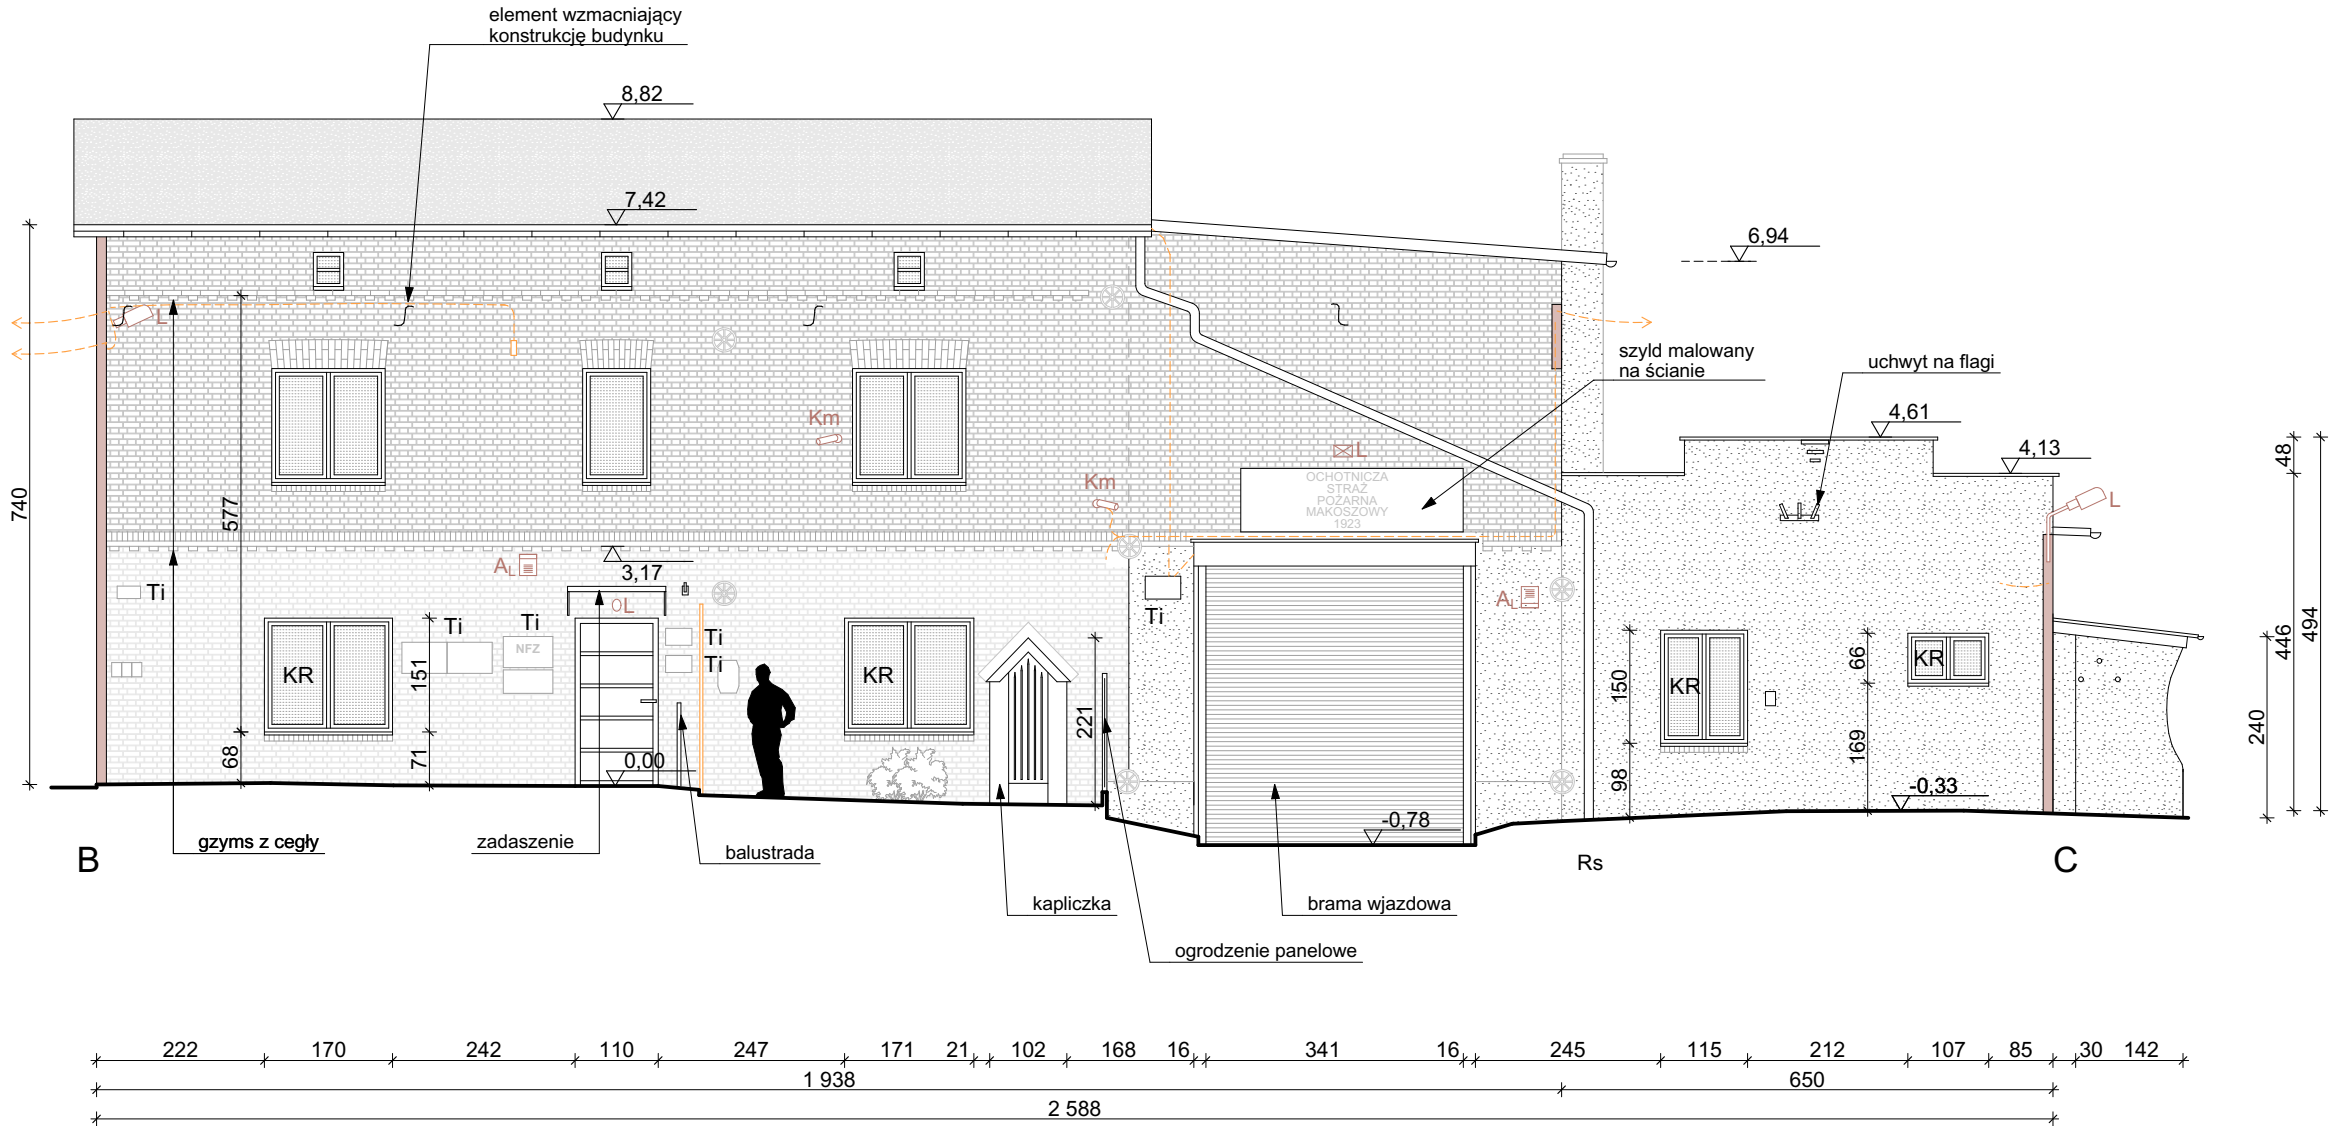 element wzmacniający
konstrukcję budynku
8,82
7,42
6,94
L
szyld malowany
na ścianie
uchwyt na flagi
4,61
4,13
48
Km
L
740
577
Km
OCHOTNICZA
STRAŻ
POŻARNA
MAKOSZOWY
1923
L
446
494
AL
3,17
Ti
L
AL
Ti
Ti
Ti
NFZ
Ti
Ti
KR
151
KR
221
150
KR
66
KR
240
68
71
0,00
98
169
-0,33
-0,78
B
gzyms z cegły
zadaszenie
balustrada
Rs
C
kapliczka
brama wjazdowa
ogrodzenie panelowe
222 170 242 110 247 171 21 102 168 16 341 16 245 115 212 107 85 30 142
1 938 650
2 588